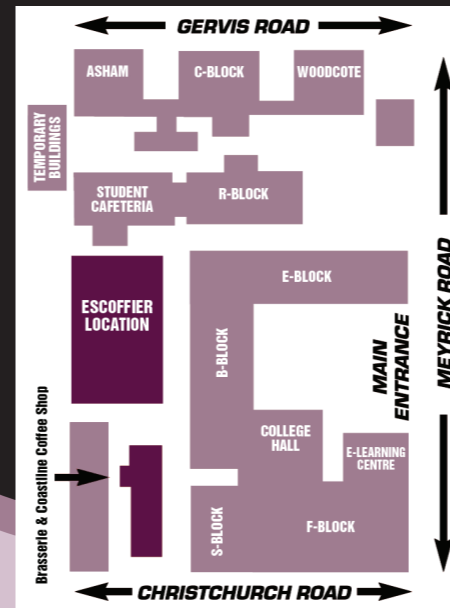 GERVIS ROAD
ASHAM
C-BLOCK
WOODCOTE
TEMPORARY
BUILDINGS
STUDENT
CAFETERIA
R-BLOCK
E-BLOCK
ESCOFFIER
LOCATION
B-BLOCK
MAIN
ENTRANCE
MEYRICK ROAD
COLLEGE
HALL
E-LEARNING
CENTRE
Brasserie & Coastline Coffee Shop
S-BLOCK
F-BLOCK
CHRISTCHURCH ROAD